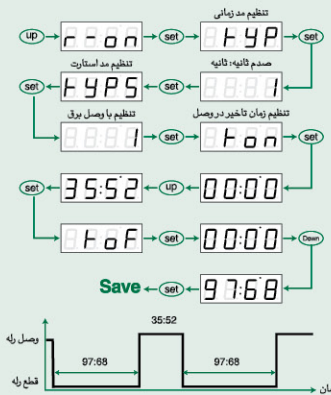 تنظیم مد زمانی
up r-on set tYP set
تنظیم مد استارت صدم ثانیه: ثانیه
set tYPS set 1
تنظیم با وصل برق تنظیم زمان تاخیر در وصل
1 set ton set
set 35:52 up 00:00
toF set 00:00 Down
Save set 97:68
35:52
وصل رله
97:68 97:68
قطع رله